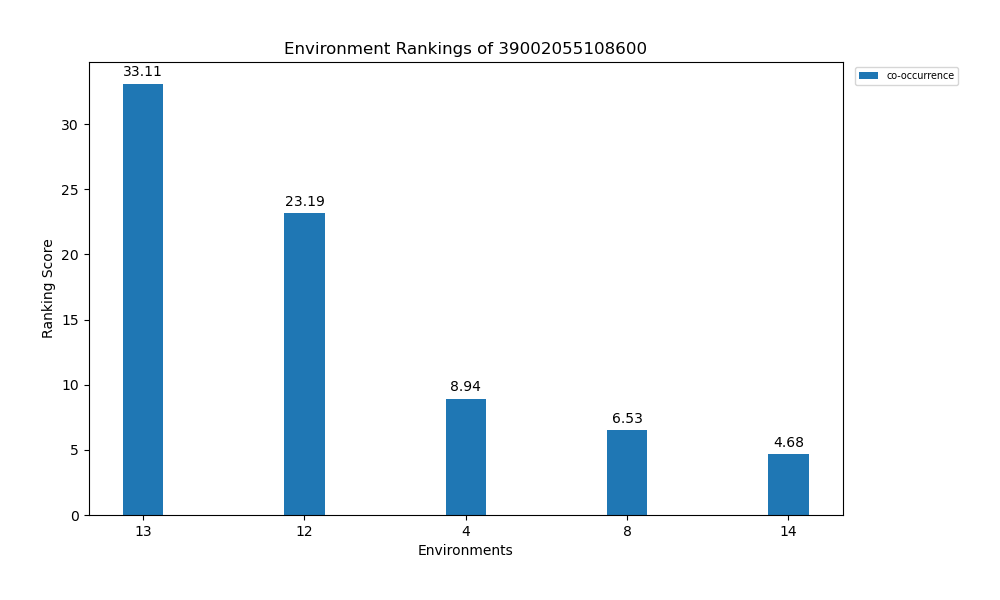 Environment Rankings of 39002055108600
33.11
co-occurrence
30
25
23.19
20
15
10
8.94
6.53
5
4.68
0
Ranking Score
13 12 4 8 14
Environments